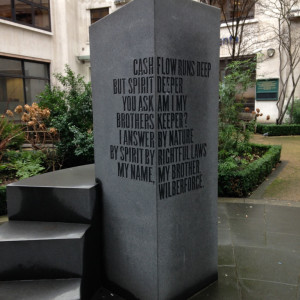 CASH FLOW RUNS DEEP
BUT SPIRIT DEEPER
YOU ASK AM I MY
BROTHERS KEEPER?
I ANSWER BY NATURE
BY SPIRIT BY RIGHTFUL LAWS
MY NAME, MY BROTHER
WILBERFORCE.